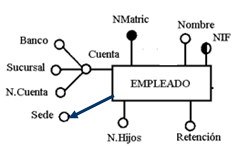 NMatric
Nombre
NIF
Banco
Cuenta
Sucursal
EMPLEADO
N.Cuenta
Sede
N.Hijos
Retención